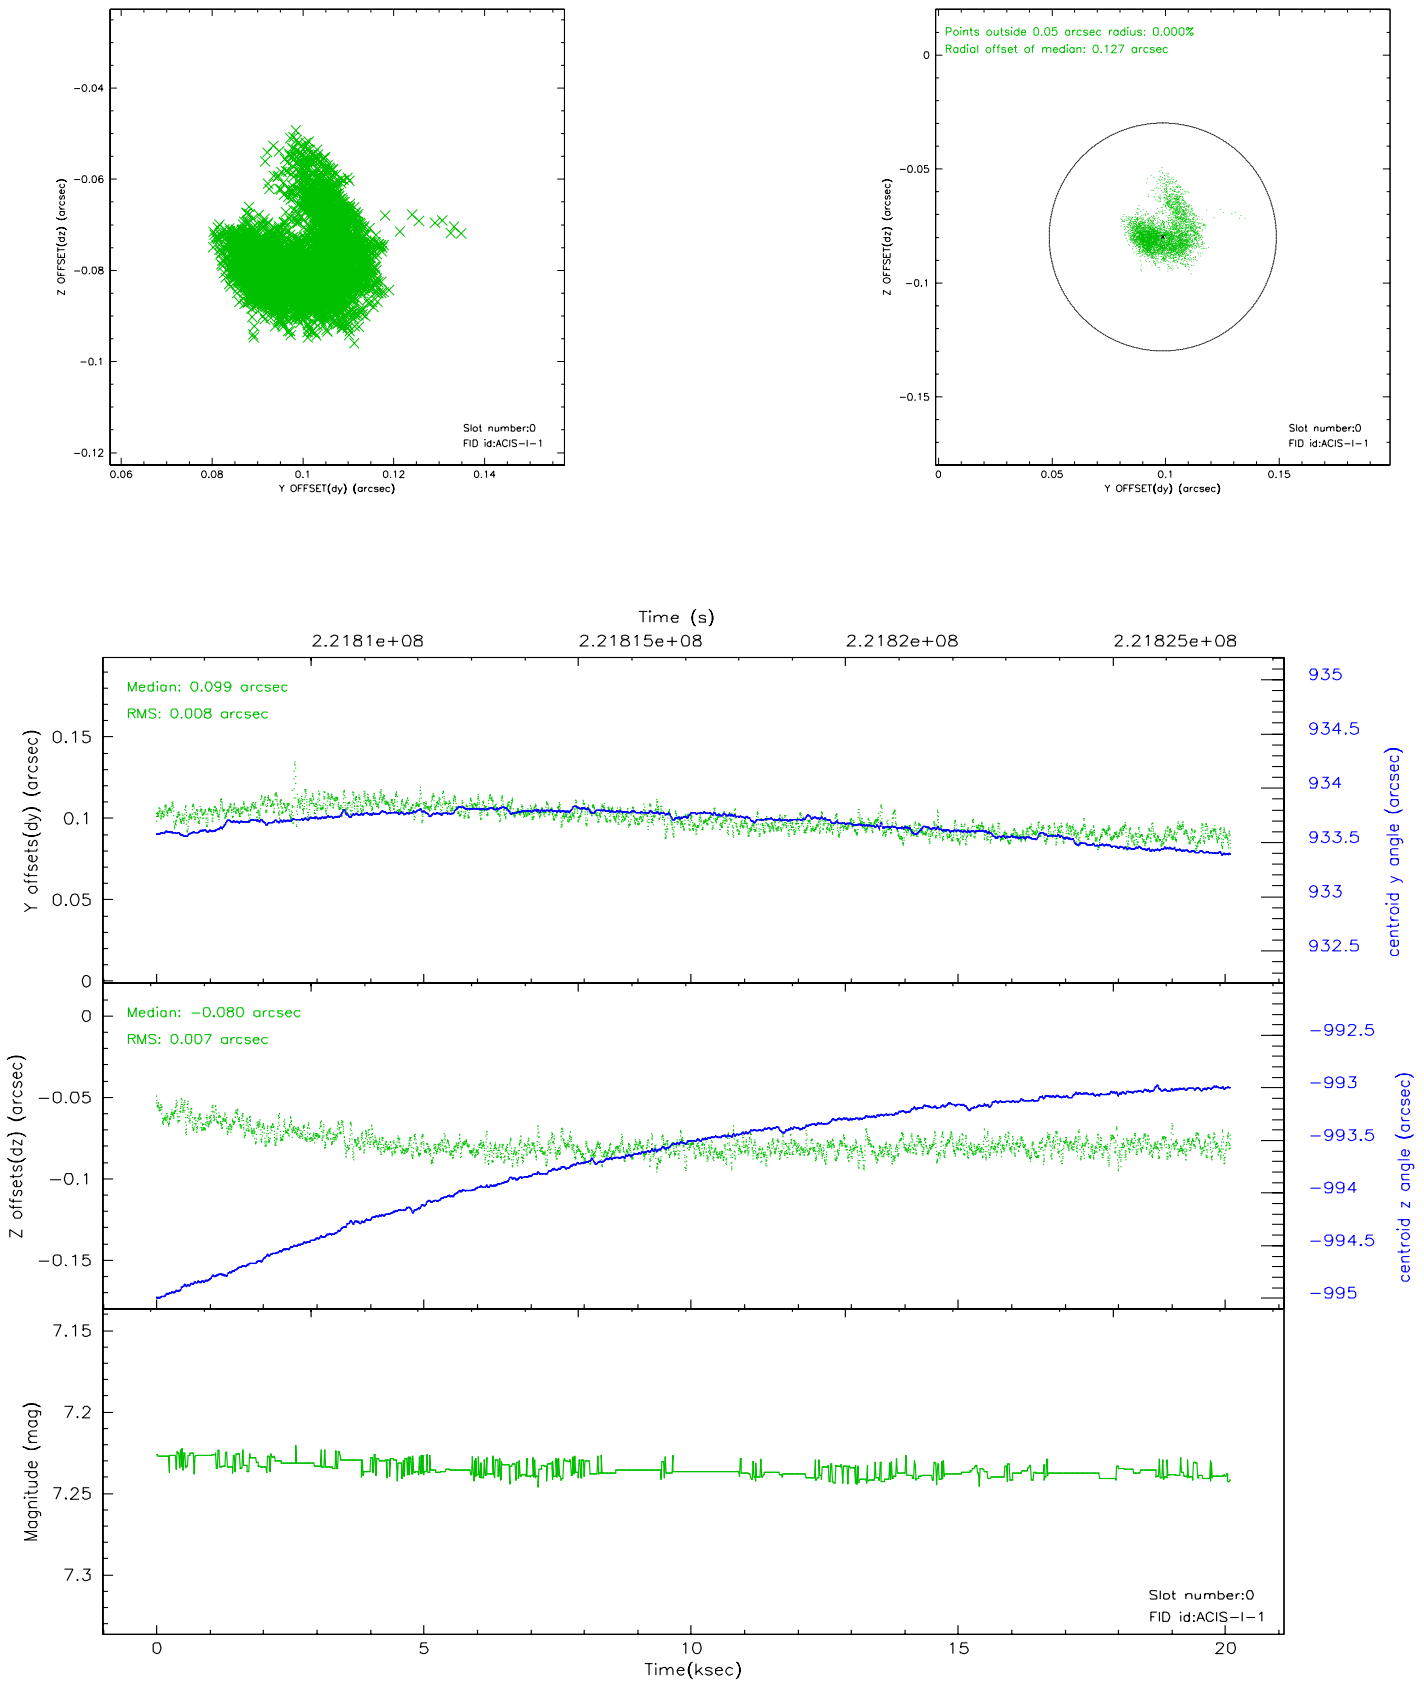 −0.04
−0.06
−0.08
−0.1
−0.12
Z OFFSET(dz) (arcsec)
Slot number:0
FID id:ACIS−I−1
0.06 0.08 0.1 0.12 0.14
Y OFFSET(dy) (arcsec)
Points outside 0.05 arcsec radius: 0.000%
Radial offset of median: 0.127 arcsec
0
−0.05
−0.1
−0.15
Z OFFSET(dz) (arcsec)
Slot number:0
FID id:ACIS−I−1
0 0.05 0.1 0.15
Y OFFSET(dy) (arcsec)
Time (s)
2.2181e+08 2.21815e+08 2.2182e+08 2.21825e+08
Median: 0.099 arcsec
RMS: 0.008 arcsec
0.15
0.1
0.05
0
Y offsets(dy) (arcsec)
935
934.5
934
933.5
933
932.5
centroid y angle (arcsec)
Median: −0.080 arcsec
RMS: 0.007 arcsec
0
−0.05
−0.1
−0.15
Z offsets(dz) (arcsec)
−992.5
−993
−993.5
−994
−994.5
−995
centroid z angle (arcsec)
7.15
7.2
7.25
7.3
Magnitude (mag)
Slot number:0
FID id:ACIS−I−1
0 5 10 15 20
Time(ksec)